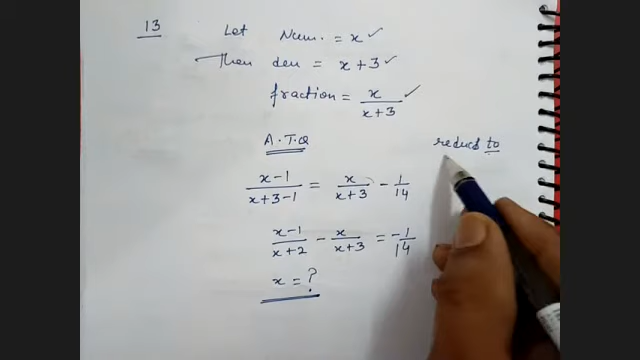 13
Let Num. = x ✓
Then den = x + 3 ✓
fraction = x/(x+3) ✓
A.T.Q
reduced to
(x-1)/(x+3-1) = x/(x+3) - 1/14
(x-1)/(x+2) - x/(x+3) = -1/14
x = ?